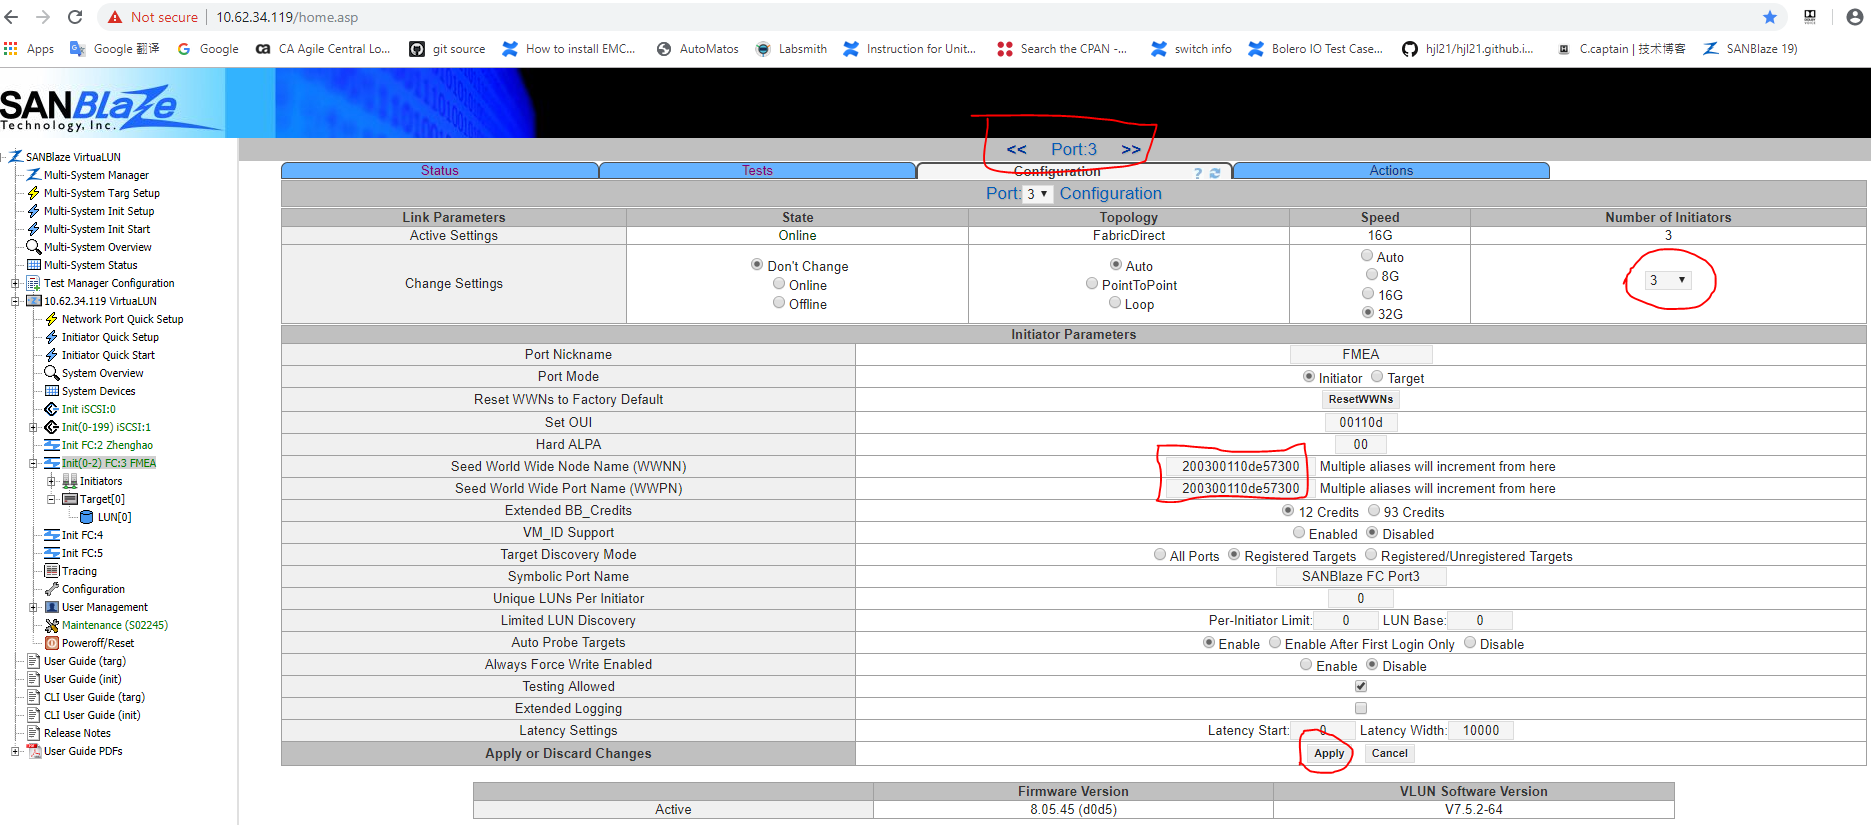 Not secure | 10.62.34.119/home.asp
Apps Google 翻译 Google CA Agile Central Lo... git source How to install EMC... AutoMatos Labsmith Instruction for Unit... Search the CPAN -... switch info Bolero IO Test Case... hjl21/hjl21.github.i... C.captain | 技术博客 SANBlaze 19)
SANBlaze
Technology, Inc.
<< Port:3 >>
Status Tests Configuration ? Actions
Port: 3 Configuration
Link Parameters State Topology Speed Number of Initiators
Active Settings Online FabricDirect 16G 3
Change Settings
Don't Change
Online
Offline
Auto
PointToPoint
Loop
Auto
8G
16G
32G
3
Initiator Parameters
Port Nickname FMEA
Port Mode Initiator Target
Reset WWNs to Factory Default ResetWWNs
Set OUI 00110d
Hard ALPA 00
Seed World Wide Node Name (WWNN) 200300110de57300 Multiple aliases will increment from here
Seed World Wide Port Name (WWPN) 200300110de57300 Multiple aliases will increment from here
Extended BB_Credits 12 Credits 93 Credits
VM_ID Support Enabled Disabled
Target Discovery Mode All Ports Registered Targets Registered/Unregistered Targets
Symbolic Port Name SANBlaze FC Port3
Unique LUNs Per Initiator 0
Limited LUN Discovery Per-Initiator Limit: 0 LUN Base: 0
Auto Probe Targets Enable Enable After First Login Only Disable
Always Force Write Enabled Enable Disable
Testing Allowed
Extended Logging
Latency Settings Latency Start: 0 Latency Width: 10000
Apply or Discard Changes Apply Cancel
Firmware Version VLUN Software Version
Active 8.05.45 (d0d5) V7.5.2-64
SANBlaze VirtuaLUN
Multi-System Manager
Multi-System Targ Setup
Multi-System Init Setup
Multi-System Init Start
Multi-System Overview
Multi-System Status
Test Manager Configuration
10.62.34.119 VirtuaLUN
Network Port Quick Setup
Initiator Quick Setup
Initiator Quick Start
System Overview
System Devices
Init iSCSI:0
Init(0-199) iSCSI:1
Init FC:2 Zhenghao
Init(0-2) FC:3 FMEA
Initiators
Target[0]
LUN[0]
Init FC:4
Init FC:5
Tracing
Configuration
User Management
Maintenance (S02245)
Poweroff/Reset
User Guide (targ)
User Guide (init)
CLI User Guide (targ)
CLI User Guide (init)
Release Notes
User Guide PDFs